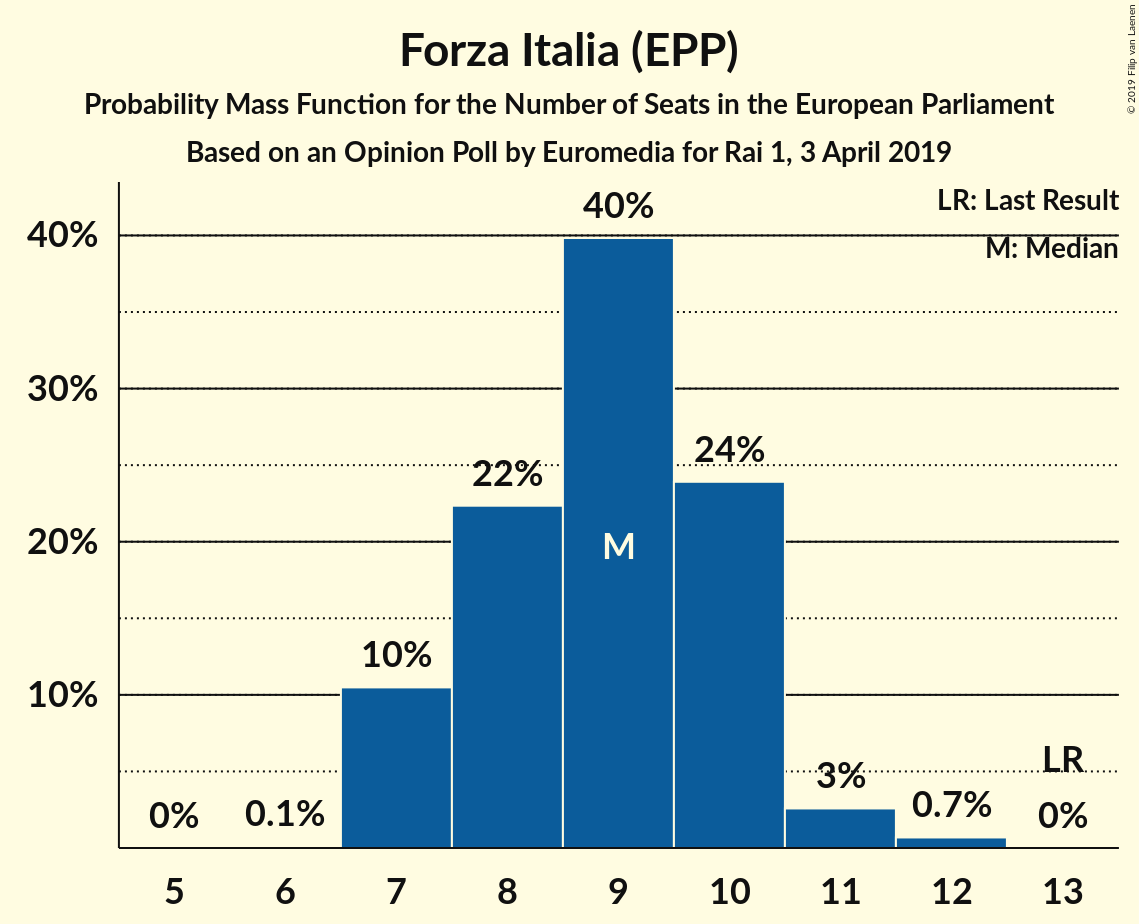 Forza Italia (EPP)
Probability Mass Function for the Number of Seats in the European Parliament
Based on an Opinion Poll by Euromedia for Rai 1, 3 April 2019
© 2019 Filip van Laenen
LR: Last Result
M: Median
40%
30%
20%
10%
0%
0.1%
10%
22%
40%
M
24%
3%
0.7%
LR
0%
5 6 7 8 9 10 11 12 13